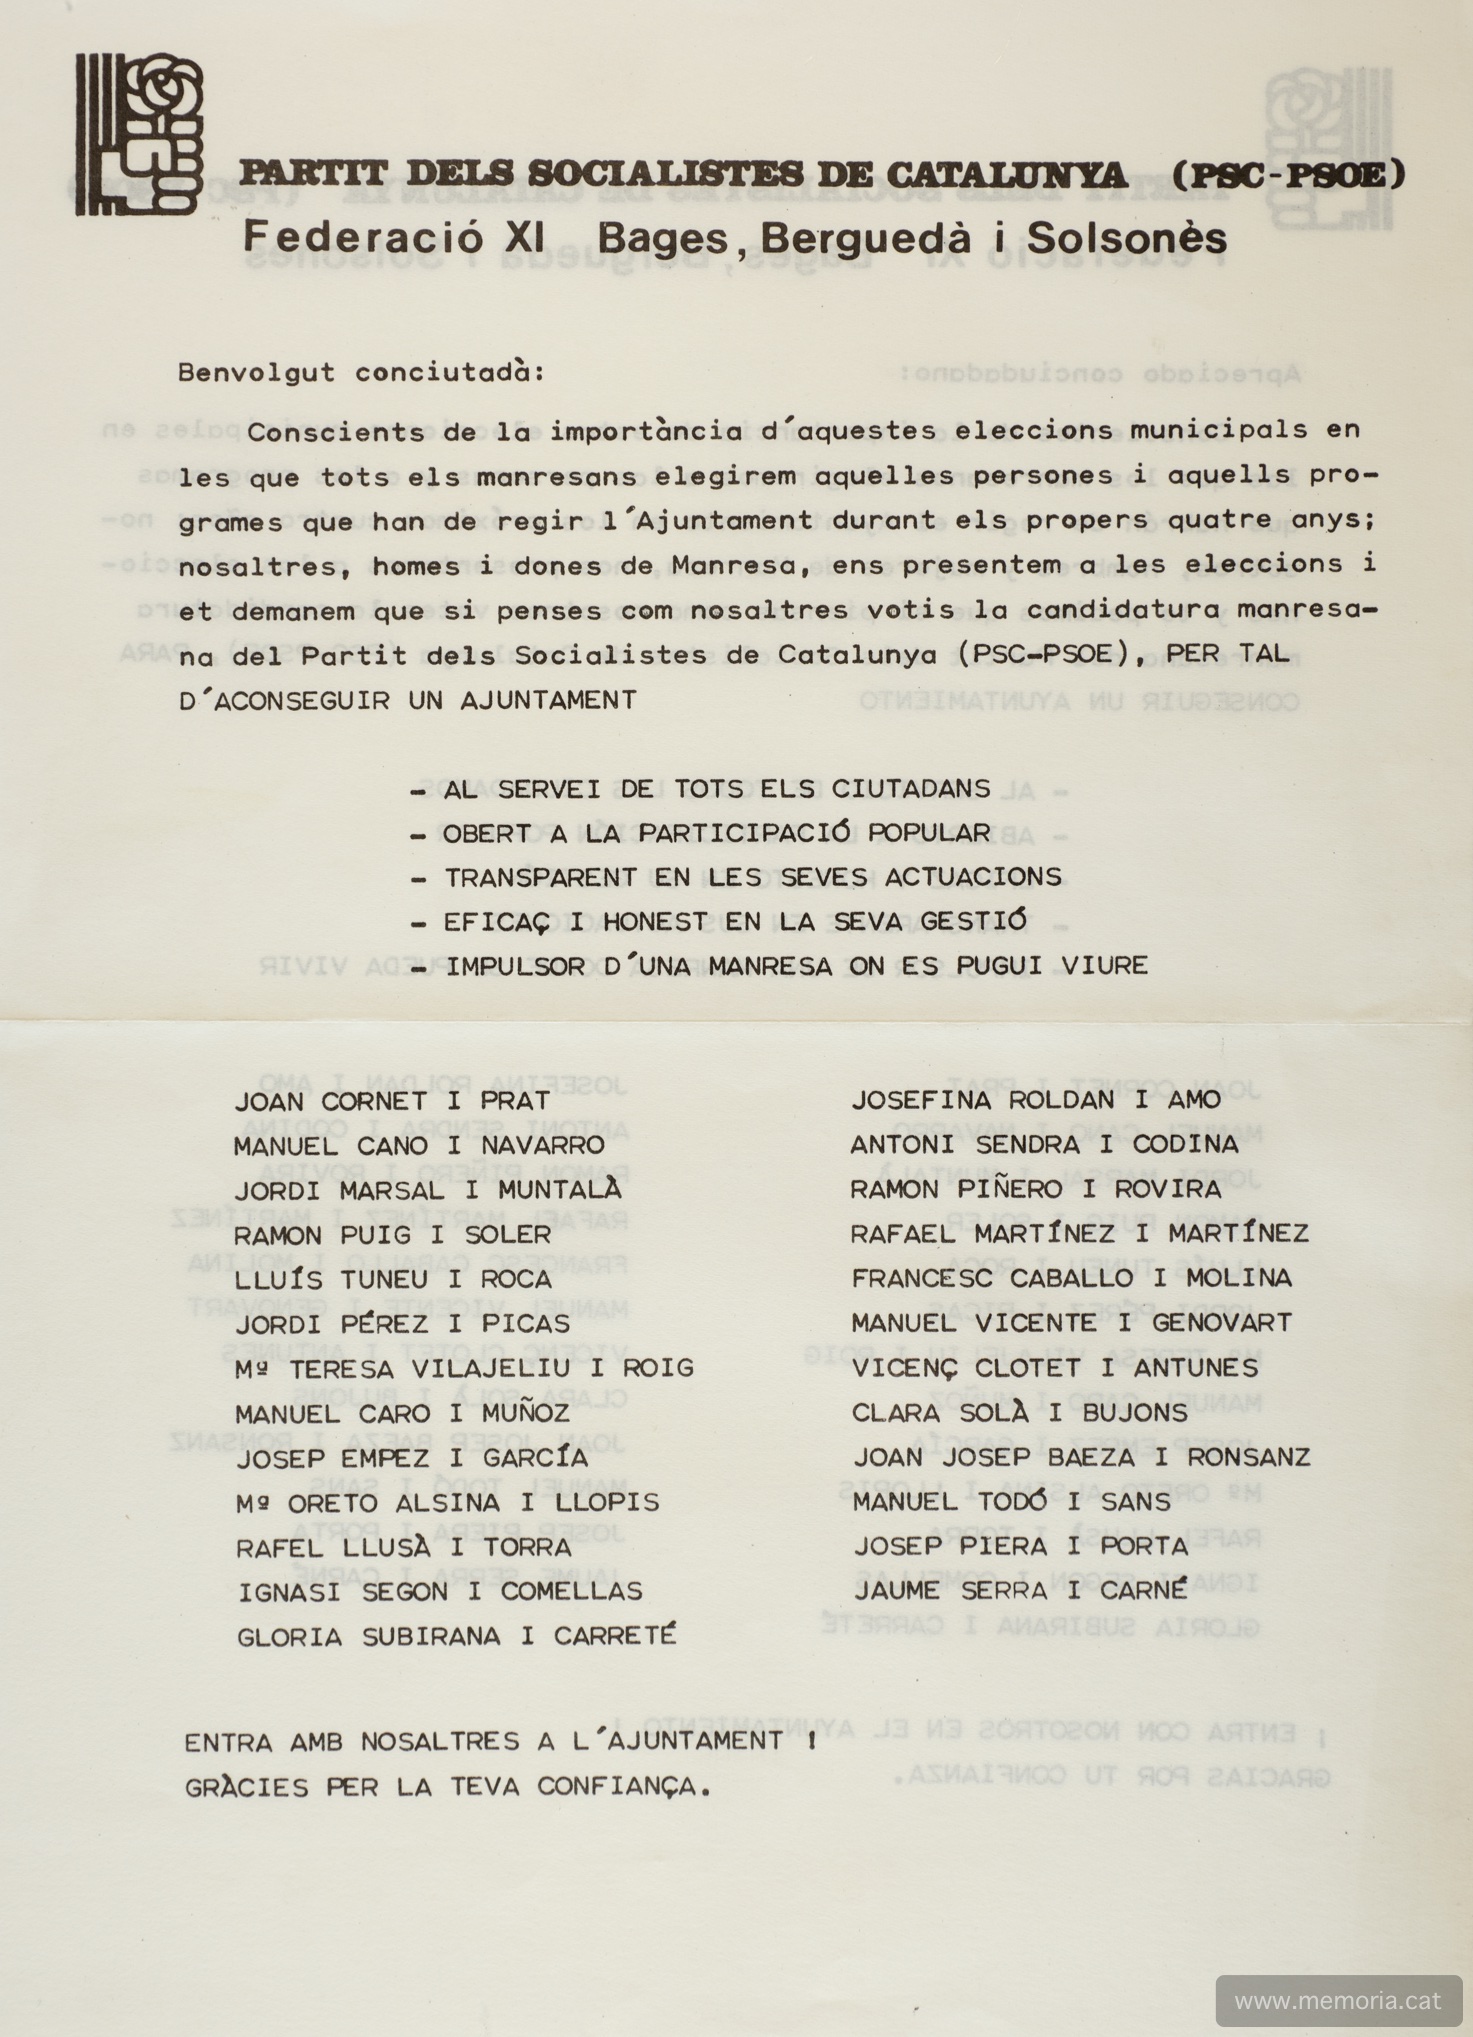 PARTIT DELS SOCIALISTES DE CATALUNYA (PSC-PSOE)
Federació XI Bages, Berguedà i Solsonès
Benvolgut conciutadà:
Conscients de la importància d´aquestes eleccions municipals en
les que tots els manresans elegirem aquelles persones i aquells pro-
grames que han de regir l´Ajuntament durant els propers quatre anys;
nosaltres, homes i dones de Manresa, ens presentem a les eleccions i
et demanem que si penses com nosaltres votis la candidatura manresa-
na del Partit dels Socialistes de Catalunya (PSC-PSOE), PER TAL
D´ACONSEGUIR UN AJUNTAMENT
- AL SERVEI DE TOTS ELS CIUTADANS
- OBERT A LA PARTICIPACIÓ POPULAR
- TRANSPARENT EN LES SEVES ACTUACIONS
- EFICAÇ I HONEST EN LA SEVA GESTIÓ
- IMPULSOR D´UNA MANRESA ON ES PUGUI VIURE
JOAN CORNET I PRAT
MANUEL CANO I NAVARRO
JORDI MARSAL I MUNTALÀ
RAMON PUIG I SOLER
LLUÍS TUNEU I ROCA
JORDI PÉREZ I PICAS
Mª TERESA VILAJELIU I ROIG
MANUEL CARO I MUÑOZ
JOSEP EMPEZ I GARCÍA
Mª ORETO ALSINA I LLOPIS
RAFEL LLUSÀ I TORRA
IGNASI SEGON I COMELLAS
GLORIA SUBIRANA I CARRETÉ
JOSEFINA ROLDAN I AMO
ANTONI SENDRA I CODINA
RAMON PIÑERO I ROVIRA
RAFAEL MARTÍNEZ I MARTÍNEZ
FRANCESC CABALLO I MOLINA
MANUEL VICENTE I GENOVART
VICENÇ CLOTET I ANTUNES
CLARA SOLÀ I BUJONS
JOAN JOSEP BAEZA I RONSANZ
MANUEL TODÓ I SANS
JOSEP PIERA I PORTA
JAUME SERRA I CARNÉ
ENTRA AMB NOSALTRES A L´AJUNTAMENT !
GRÀCIES PER LA TEVA CONFIANÇA.
www.memoria.cat